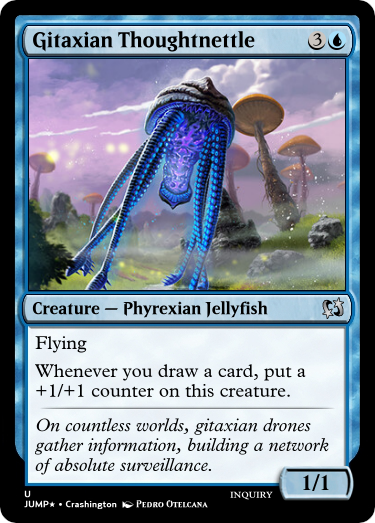 Gitaxian Thoughtnettle 3
Creature — Phyrexian Jellyfish
Flying
Whenever you draw a card, put a
+1/+1 counter on this creature.
On countless worlds, gitaxian drones
gather information, building a network
of absolute surveillance.
1/1
U INQUIRY
JUMP★ • Crashington Pedro Otelcana